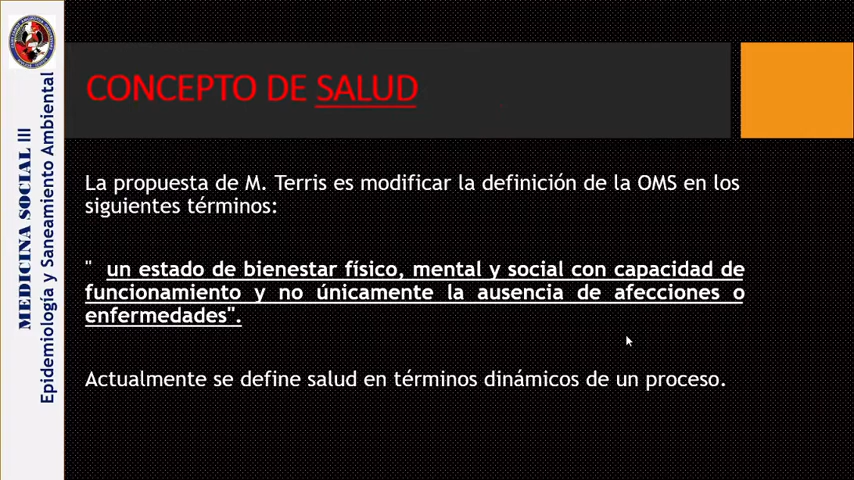 MEDICINA SOCIAL III
Epidemiología y Saneamiento Ambiental
CONCEPTO DE SALUD
La propuesta de M. Terris es modificar la definición de la OMS en los
siguientes términos:
" un estado de bienestar físico, mental y social con capacidad de
funcionamiento y no únicamente la ausencia de afecciones o
enfermedades".
Actualmente se define salud en términos dinámicos de un proceso.